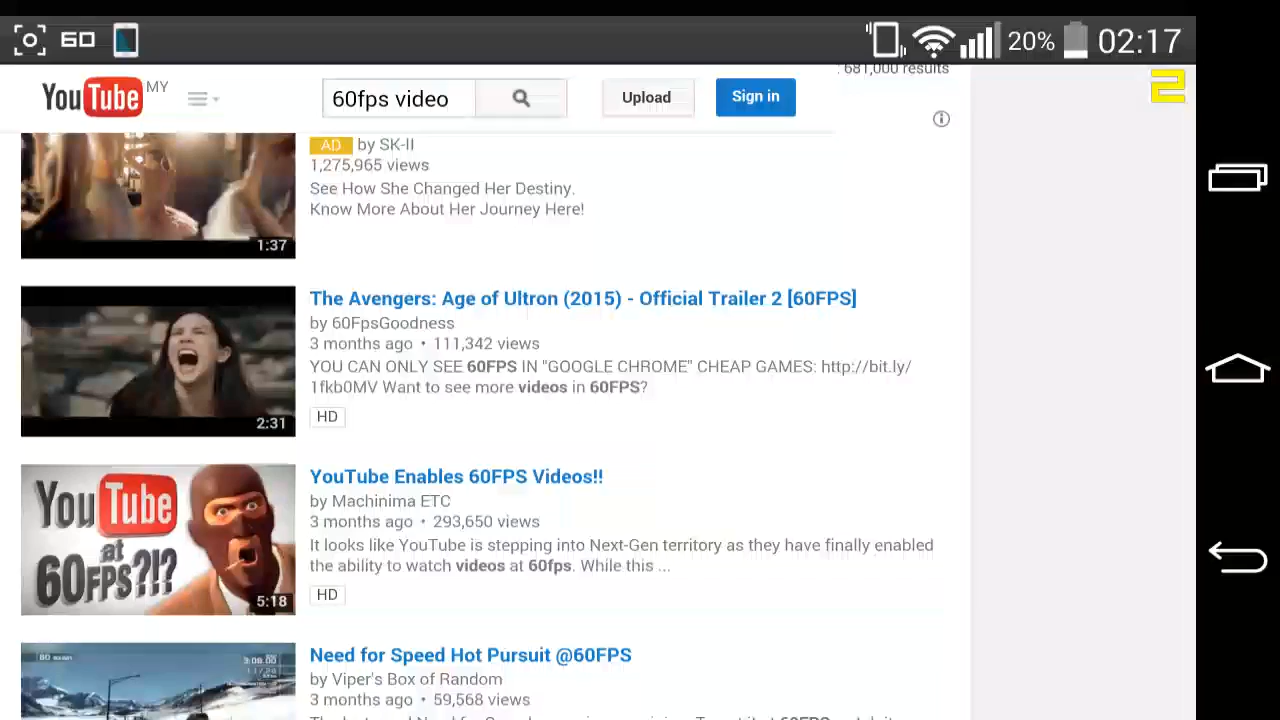 60
20%
02:17
681,000 results
2
YouTube MY
60fps video
Upload
Sign in
AD by SK-II
1,275,965 views
See How She Changed Her Destiny.
Know More About Her Journey Here!
1:37
The Avengers: Age of Ultron (2015) - Official Trailer 2 [60FPS]
by 60FpsGoodness
3 months ago • 111,342 views
YOU CAN ONLY SEE 60FPS IN "GOOGLE CHROME" CHEAP GAMES: http://bit.ly/
1fkb0MV Want to see more videos in 60FPS?
HD
2:31
YouTube Enables 60FPS Videos!!
by Machinima ETC
3 months ago • 293,650 views
It looks like YouTube is stepping into Next-Gen territory as they have finally enabled
the ability to watch videos at 60fps. While this ...
HD
YouTube
at
60FPS?!?
5:18
Need for Speed Hot Pursuit @60FPS
by Viper's Box of Random
3 months ago • 59,568 views